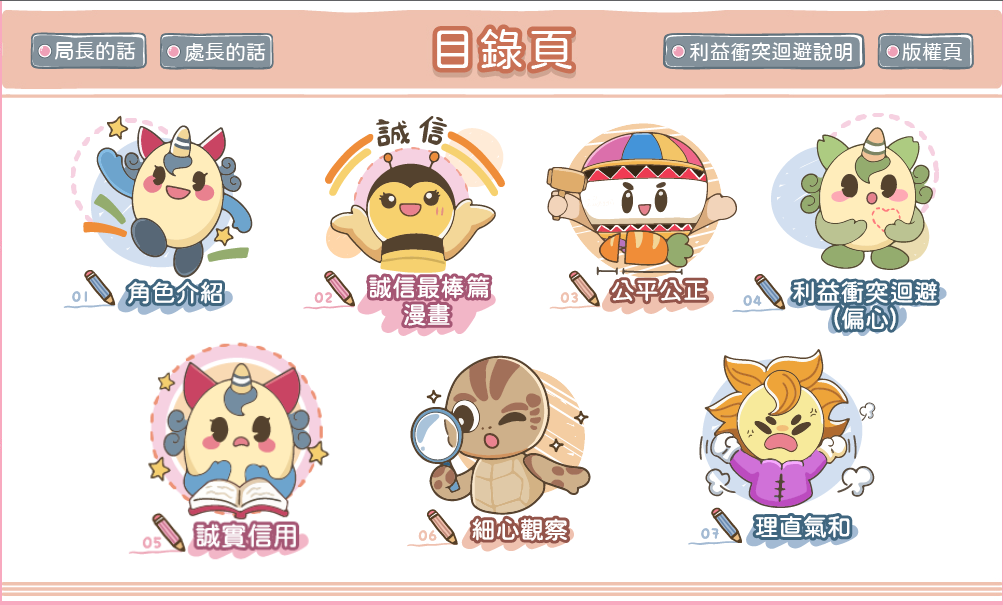 局長的話
處長的話
目錄頁
利益衝突迴避說明
版權頁
誠信
01 角色介紹
02 誠信最棒篇
漫畫
03 公平公正
04 利益衝突迴避
(偏心)
05 誠實信用
06 細心觀察
07 理直氣和